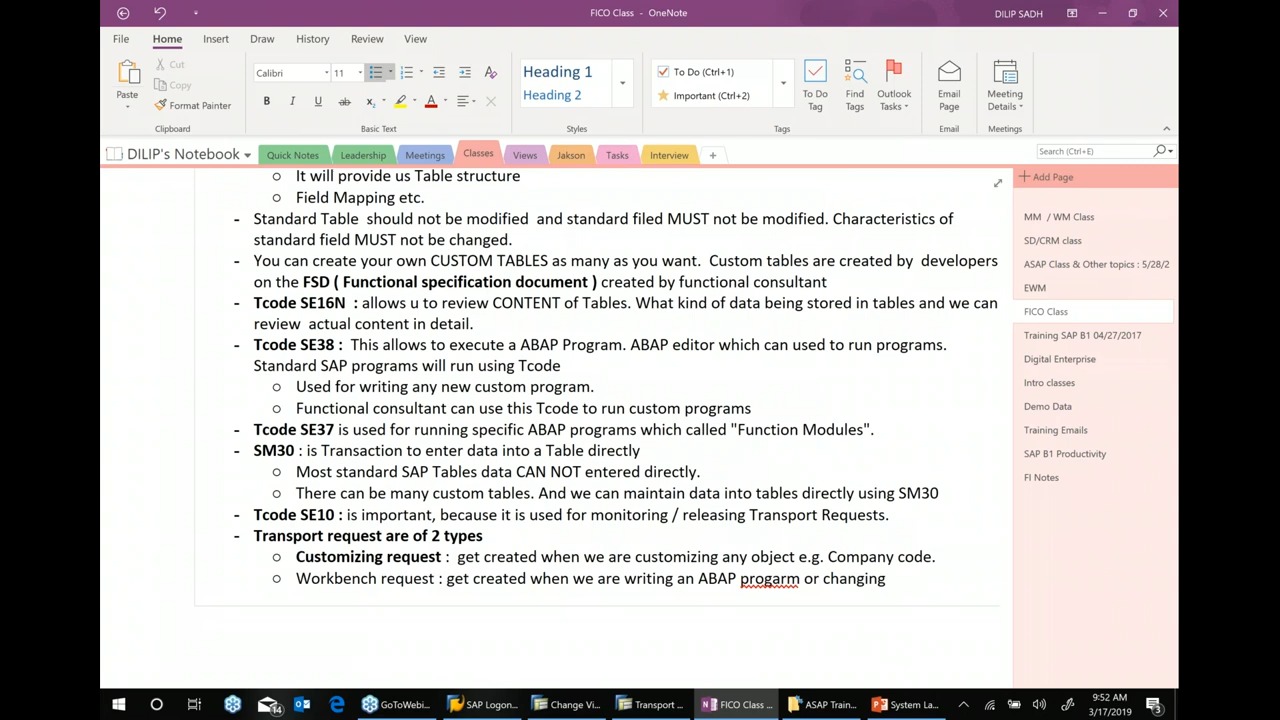 FICO Class - OneNote
DILIP SADH
File Home Insert Draw History Review View
Paste
Cut
Copy
Format Painter
Calibri 11
Heading 1
Heading 2
To Do (Ctrl+1)
Important (Ctrl+2)
To Do Tag
Find Tags
Outlook Tasks
Email Page
Meeting Details
Clipboard Basic Text Styles Tags Email Meetings
DILIP's Notebook Quick Notes Leadership Meetings Classes Views Jakson Tasks Interview
Search (Ctrl+E)
o It will provide us Table structure
o Field Mapping etc.
- Standard Table should not be modified and standard filed MUST not be modified. Characteristics of
standard field MUST not be changed.
- You can create your own CUSTOM TABLES as many as you want. Custom tables are created by developers
on the FSD ( Functional specification document ) created by functional consultant
- Tcode SE16N : allows u to review CONTENT of Tables. What kind of data being stored in tables and we can
review actual content in detail.
- Tcode SE38 : This allows to execute a ABAP Program. ABAP editor which can used to run programs.
Standard SAP programs will run using Tcode
o Used for writing any new custom program.
o Functional consultant can use this Tcode to run custom programs
- Tcode SE37 is used for running specific ABAP programs which called "Function Modules".
- SM30 : is Transaction to enter data into a Table directly
o Most standard SAP Tables data CAN NOT entered directly.
o There can be many custom tables. And we can maintain data into tables directly using SM30
- Tcode SE10 : is important, because it is used for monitoring / releasing Transport Requests.
- Transport request are of 2 types
o Customizing request : get created when we are customizing any object e.g. Company code.
o Workbench request : get created when we are writing an ABAP progarm or changing
Add Page
MM / WM Class
SD/CRM class
ASAP Class & Other topics : 5/28/2
EWM
FICO Class
Training SAP B1 04/27/2017
Digital Enterprise
Intro classes
Demo Data
Training Emails
SAP B1 Productivity
FI Notes
14
GoToWebi... SAP Logon... Change Vi... Transport ... FICO Class ... ASAP Train... System La...
9:52 AM
3/17/2019
3